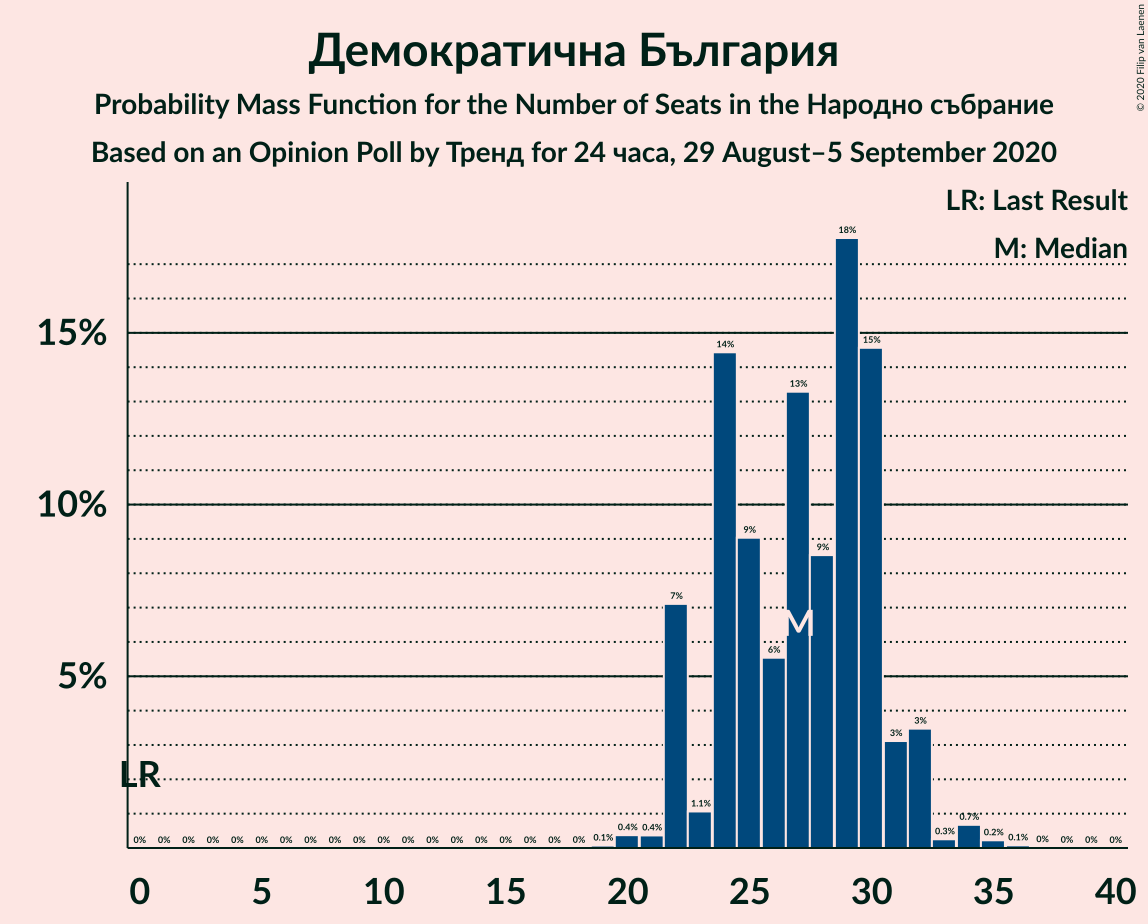 Демократична България
Probability Mass Function for the Number of Seats in the Народно събрание
Based on an Opinion Poll by Тренд for 24 часа, 29 August–5 September 2020
© 2020 Filip van Laenen
LR: Last Result
M: Median
15%
10%
5%
LR
M
0% 0% 0% 0% 0% 0% 0% 0% 0% 0% 0% 0% 0% 0% 0% 0% 0% 0% 0% 0.1% 0.4% 0.4% 7% 1.1% 14% 9% 6% 13% 9% 18% 15% 3% 3% 0.3% 0.7% 0.2% 0.1% 0% 0% 0% 0%
0 5 10 15 20 25 30 35 40